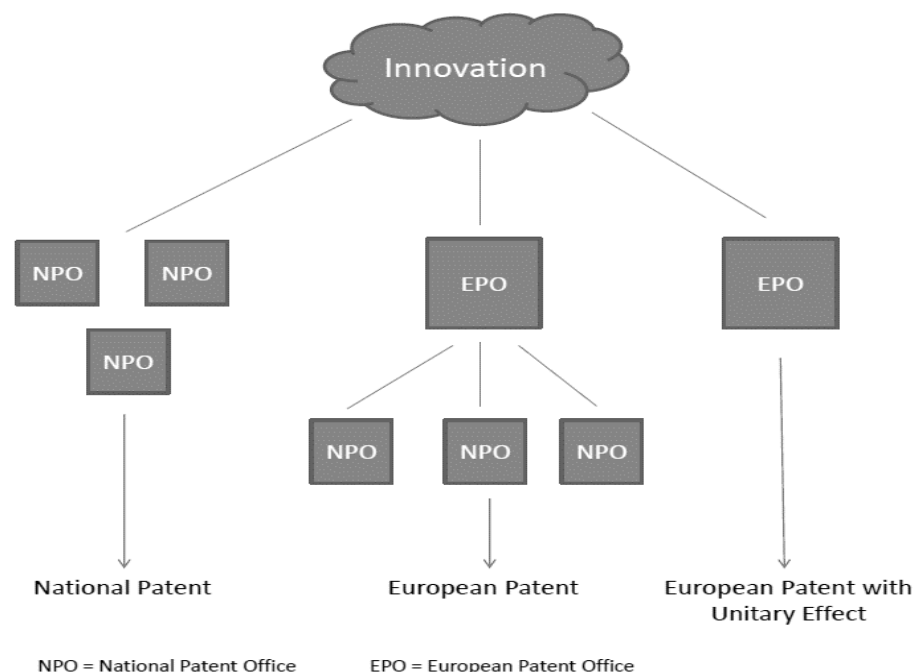 Innovation
NPO
NPO
NPO
EPO
EPO
NPO
NPO
NPO
National Patent
European Patent
European Patent with
Unitary Effect
NPO = National Patent Office
EPO = European Patent Office